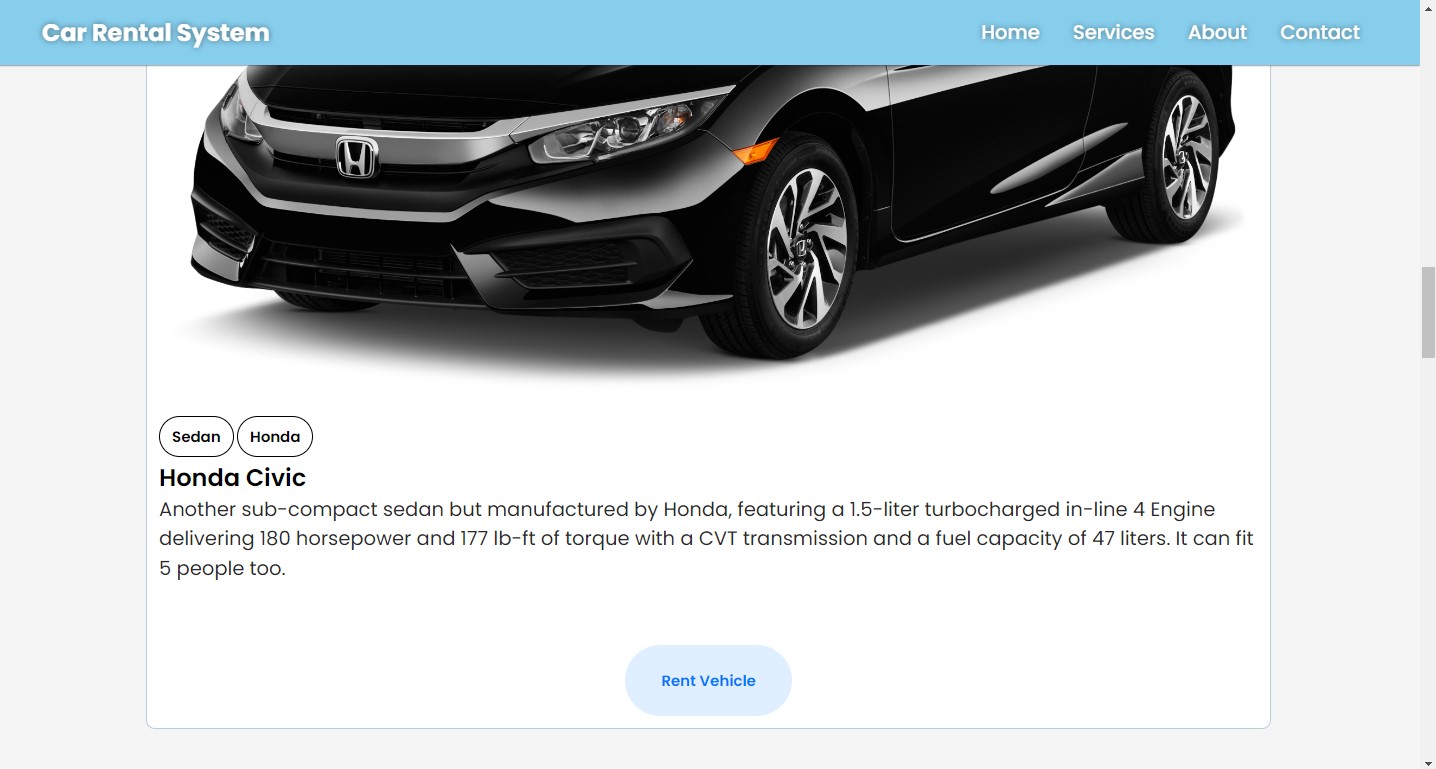 Car Rental System
Home Services About Contact
Sedan Honda
Honda Civic
Another sub-compact sedan but manufactured by Honda, featuring a 1.5-liter turbocharged in-line 4 Engine
delivering 180 horsepower and 177 lb-ft of torque with a CVT transmission and a fuel capacity of 47 liters. It can fit
5 people too.
Rent Vehicle